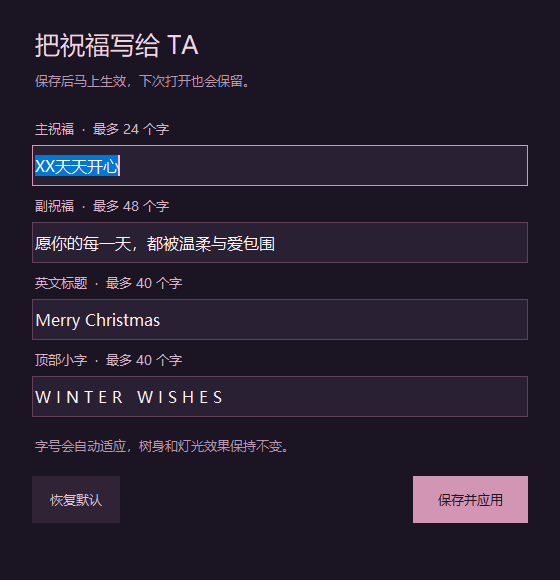 把祝福写给 TA
保存后马上生效，下次打开也会保留。
主祝福 · 最多 24 个字
XX天天开心
副祝福 · 最多 48 个字
愿你的每一天，都被温柔与爱包围
英文标题 · 最多 40 个字
Merry Christmas
顶部小字 · 最多 40 个字
W I N T E R   W I S H E S
字号会自动适应，树身和灯光效果保持不变。
恢复默认
保存并应用